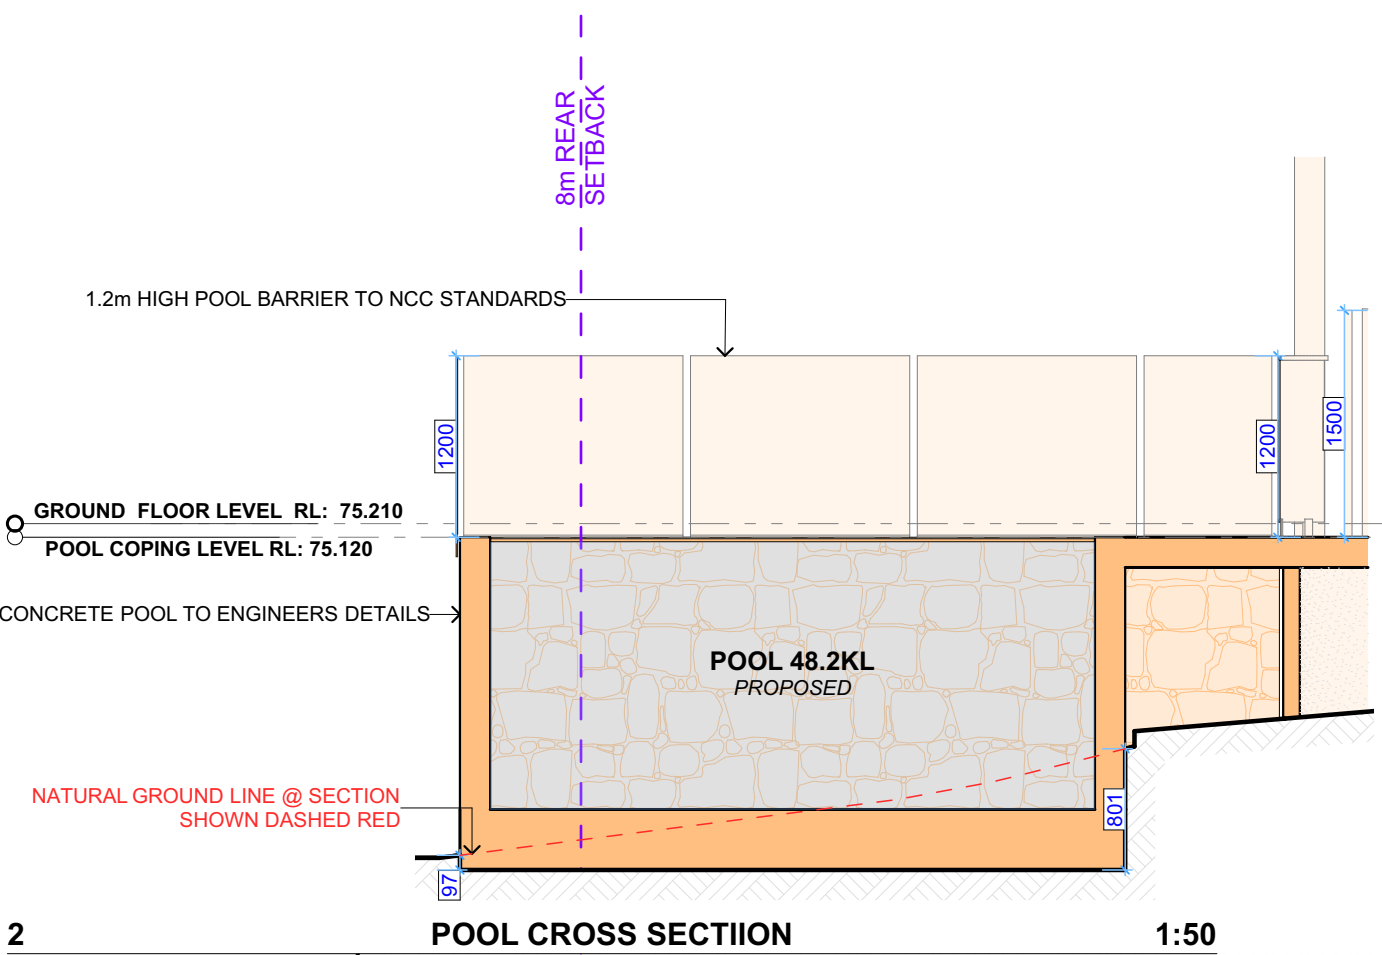 8m REAR
SETBACK
1.2m HIGH POOL BARRIER TO NCC STANDARDS
1200
1200
1500
GROUND FLOOR LEVEL RL: 75.210
POOL COPING LEVEL RL: 75.120
CONCRETE POOL TO ENGINEERS DETAILS
POOL 48.2KL
PROPOSED
NATURAL GROUND LINE @ SECTION
SHOWN DASHED RED
801
97
2 POOL CROSS SECTIION 1:50